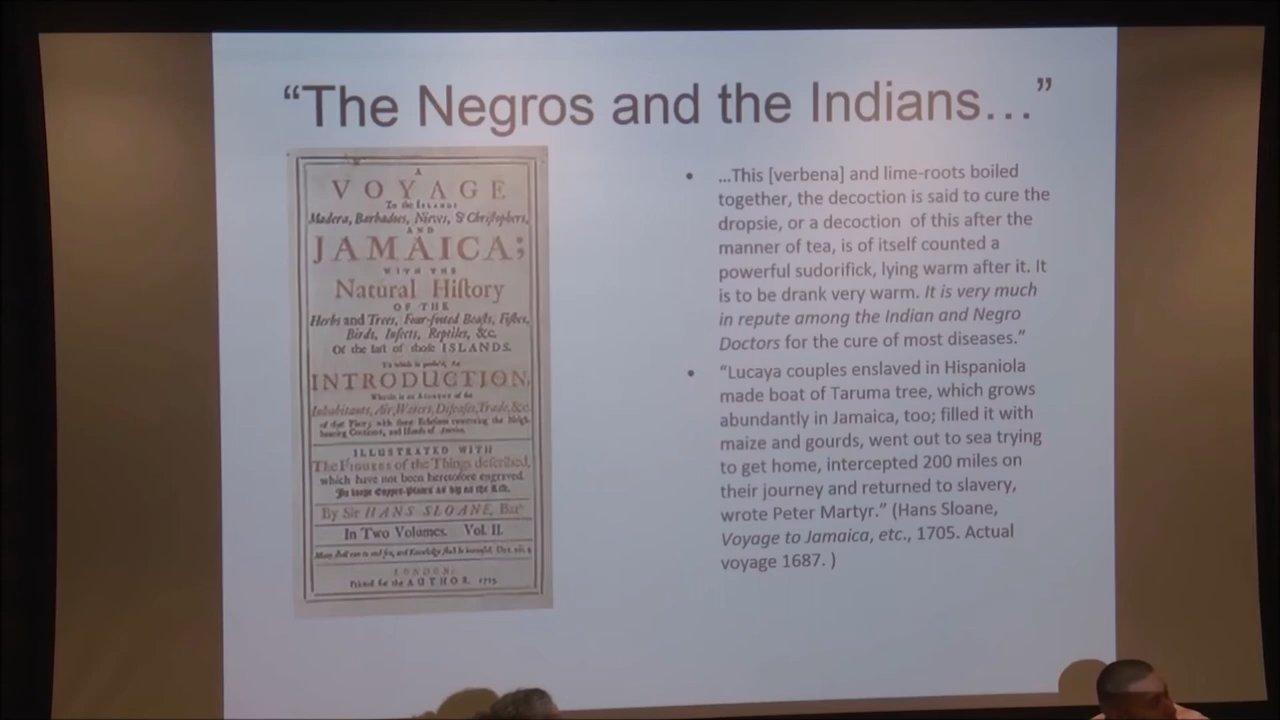 “The Negros and the Indians…”
A
VOYAGE
To the ISLANDS
Madera, Barbadoes, Nieves, S^t Christophers,
AND
JAMAICA;
WITH THE
Natural Hiſtory
OF THE
Herbs and Trees, Four-footed Beaſts, Fiſhes,
Birds, Inſects, Reptiles, &c.
Of the laſt of thoſe ISLANDS.
INTRODUCTION,
Inhabitants, Air, Waters, Diſeaſes, Trade, &c.
ILLUSTRATED WITH
The FIGURES of the Things deſcribed,
which have not been heretofore engraved.
By Sir HANS SLOANE, Bar^t
In Two Volumes. Vol. II.
LONDON:
Printed for the AUTHOR.
• …This [verbena] and lime-roots boiled
together, the decoction is said to cure the
dropsie, or a decoction of this after the
manner of tea, is of itself counted a
powerful sudorifick, lying warm after it. It
is to be drank very warm. It is very much
in repute among the Indian and Negro
Doctors for the cure of most diseases.”
• “Lucaya couples enslaved in Hispaniola
made boat of Taruma tree, which grows
abundantly in Jamaica, too; filled it with
maize and gourds, went out to sea trying
to get home, intercepted 200 miles on
their journey and returned to slavery,
wrote Peter Martyr.” (Hans Sloane,
Voyage to Jamaica, etc., 1705. Actual
voyage 1687. )